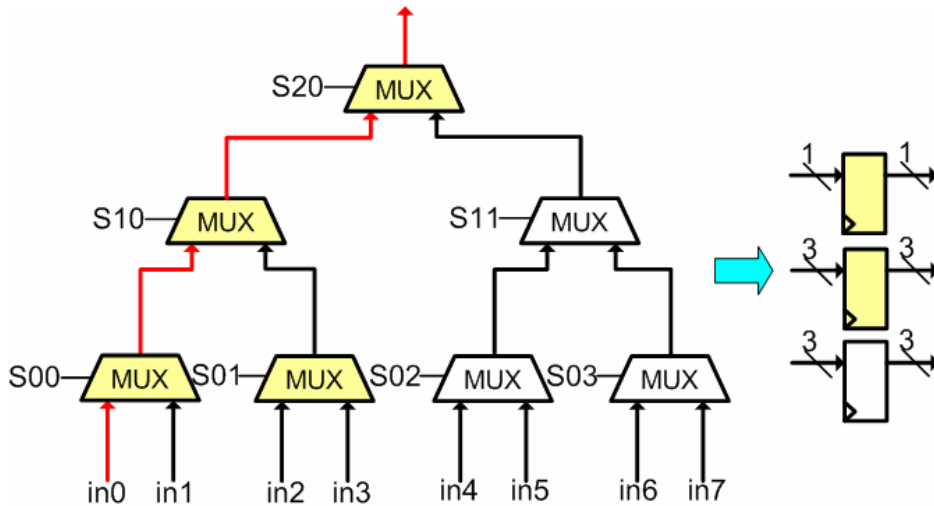 S20 MUX
S10 MUX S11 MUX
1 1
3 3
3 3
S00 MUX S01 MUX S02 MUX S03 MUX
in0 in1 in2 in3 in4 in5 in6 in7